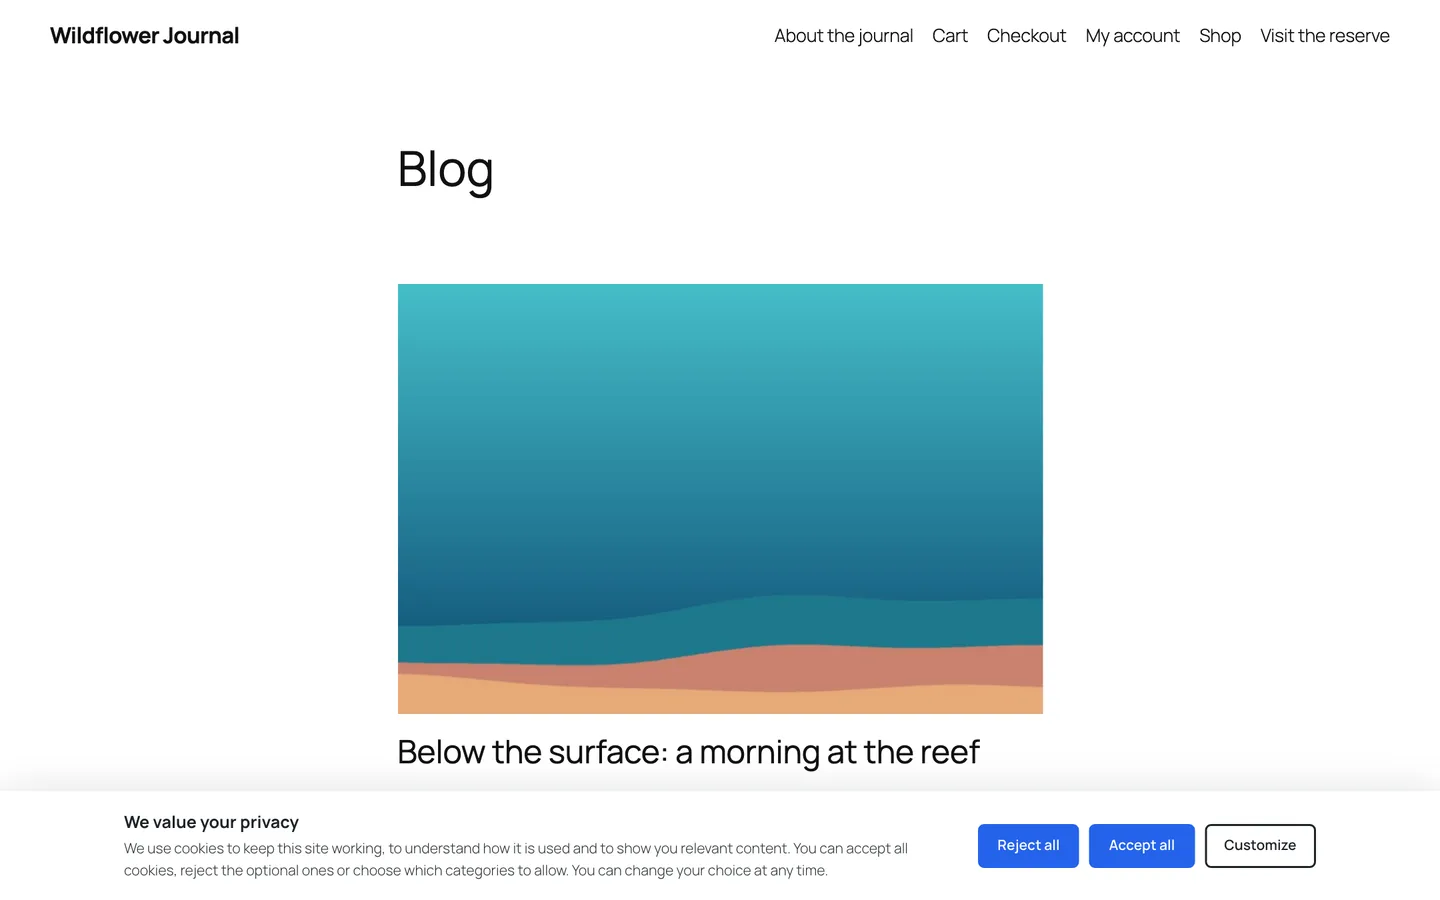 Wildflower Journal
About the journal Cart Checkout My account Shop Visit the reserve
Blog
Below the surface: a morning at the reef
We value your privacy
We use cookies to keep this site working, to understand how it is used and to show you relevant content. You can accept all
cookies, reject the optional ones or choose which categories to allow. You can change your choice at any time.
Reject all Accept all Customize